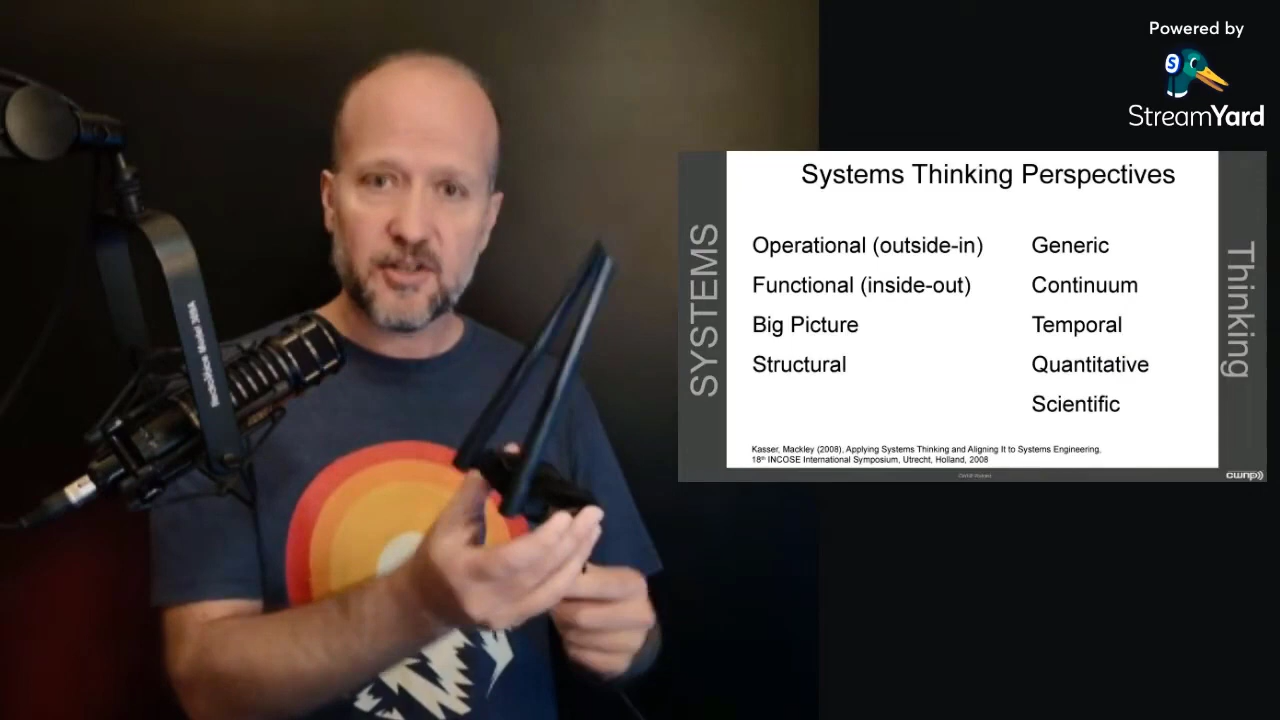 Powered by
StreamYard
Systems Thinking Perspectives
SYSTEMS
Operational (outside-in)
Functional (inside-out)
Big Picture
Structural
Generic
Continuum
Temporal
Quantitative
Scientific
Thinking
Kasser, Mackley (2008), Applying Systems Thinking and Aligning It to Systems Engineering,
18th INCOSE International Symposium, Utrecht, Holland, 2008
cwnp